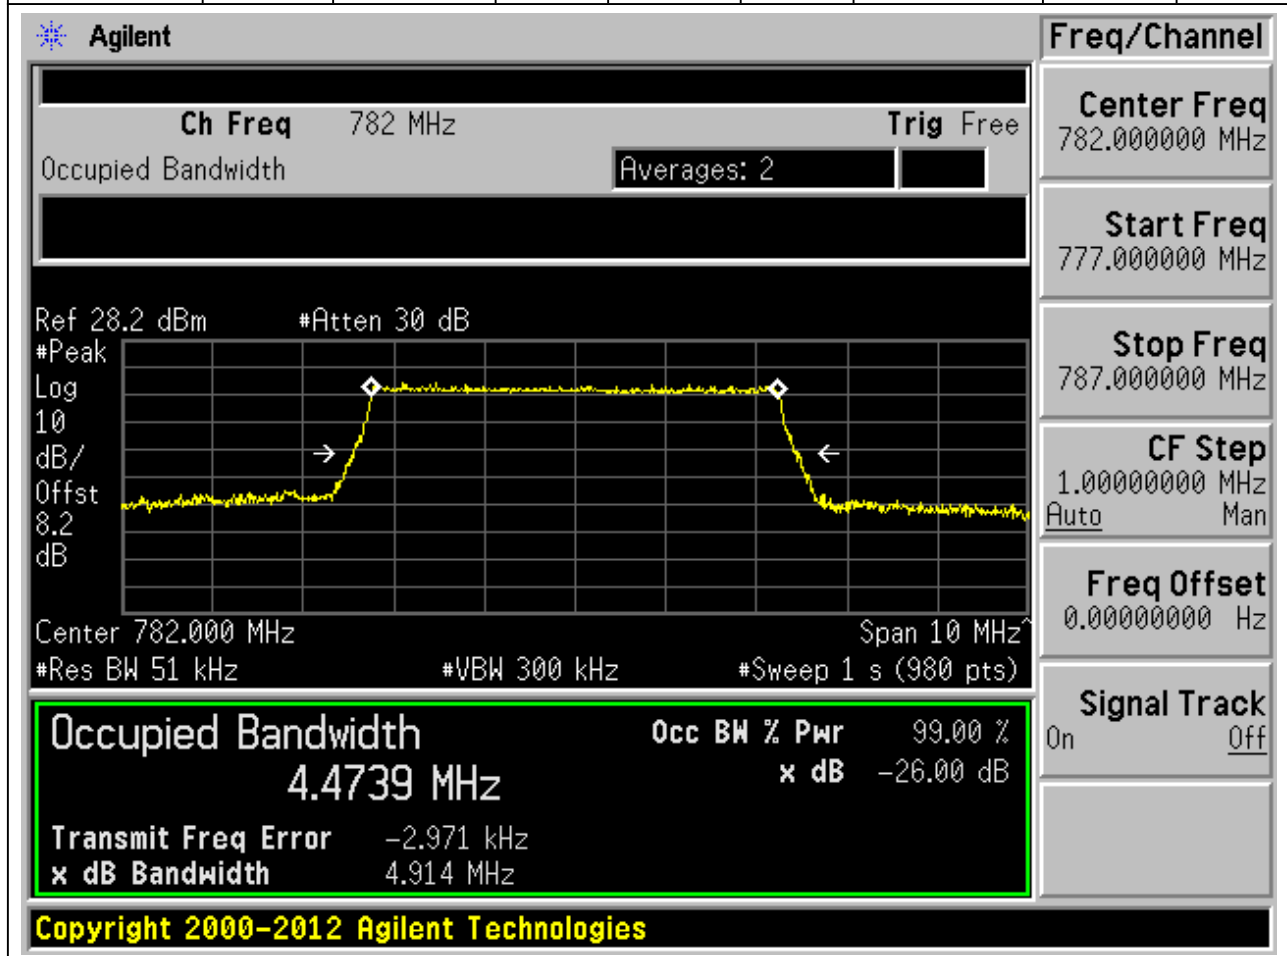 Agilent
Freq/Channel
Ch Freq 782 MHz Trig Free
Occupied Bandwidth Averages: 2
Center Freq
782.000000 MHz
Start Freq
777.000000 MHz
Stop Freq
787.000000 MHz
CF Step
1.00000000 MHz
Auto Man
Freq Offset
0.00000000 Hz
Signal Track
On Off
Ref 28.2 dBm #Atten 30 dB
#Peak
Log
10
dB/
Offst
8.2
dB
Center 782.000 MHz Span 10 MHz^
#Res BW 51 kHz #VBW 300 kHz #Sweep 1 s (980 pts)
Occupied Bandwidth
4.4739 MHz
Occ BW % Pwr 99.00 %
x dB -26.00 dB
Transmit Freq Error -2.971 kHz
x dB Bandwidth 4.914 MHz
Copyright 2000-2012 Agilent Technologies